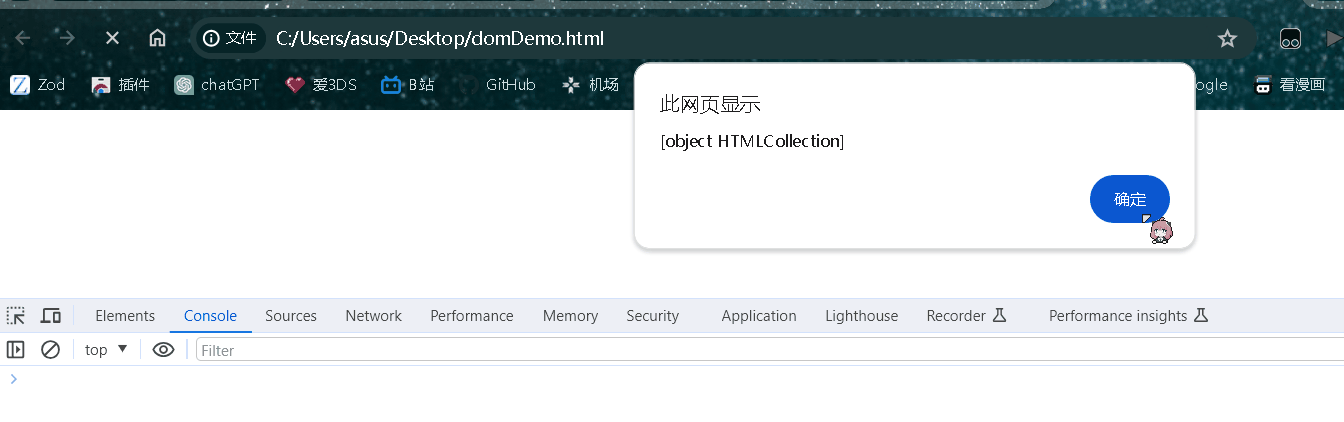 文件 C:/Users/asus/Desktop/domDemo.html
Zod 插件 chatGPT 爱3DS B站 GitHub 机场 ogle 看漫画
此网页显示
[object HTMLCollection]
确定
Elements Console Sources Network Performance Memory Security Application Lighthouse Recorder Performance insights
top Filter